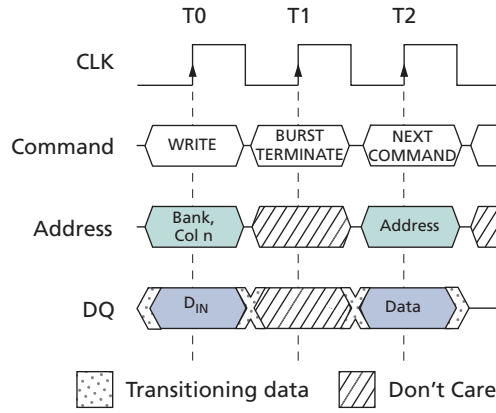 T0 T1 T2
CLK
Command WRITE BURST TERMINATE NEXT COMMAND
Address Bank, Col n Address
DQ DIN Data
Transitioning data Don't Care